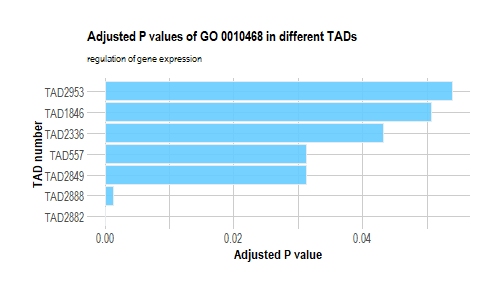 Adjusted P values of GO 0010468 in different TADs
regulation of gene expression
TAD number
TAD2953
TAD1846
TAD2336
TAD557
TAD2849
TAD2888
TAD2882
0.00 0.02 0.04
Adjusted P value